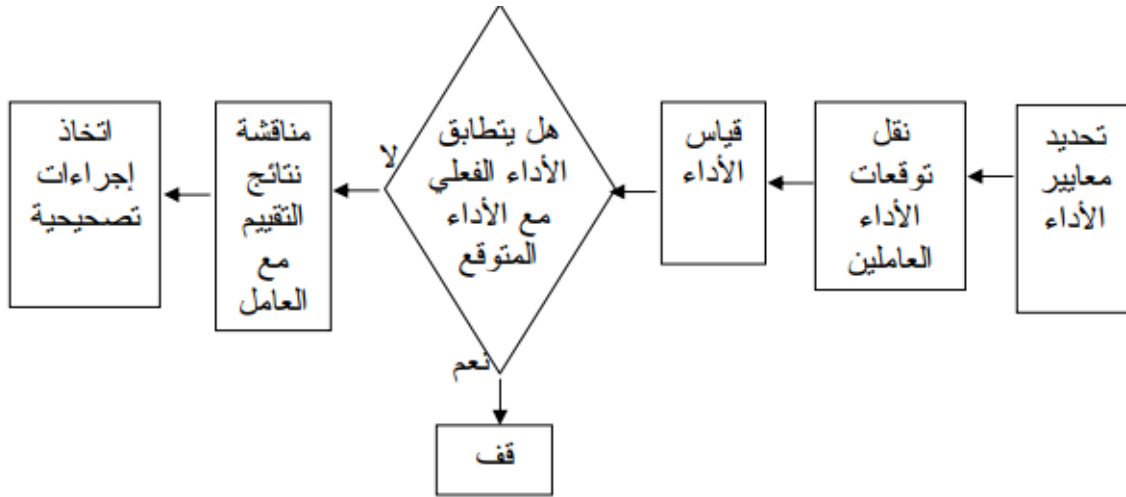 تحديد
معايير
الأداء
نقل
توقعات
الأداء
العاملين
قياس
الأداء
هل يتطابق
الأداء الفعلي
مع الأداء
المتوقع
لا
نعم
قف
مناقشة
نتائج
التقييم
مع
العامل
اتخاذ
إجراءات
تصحيحية